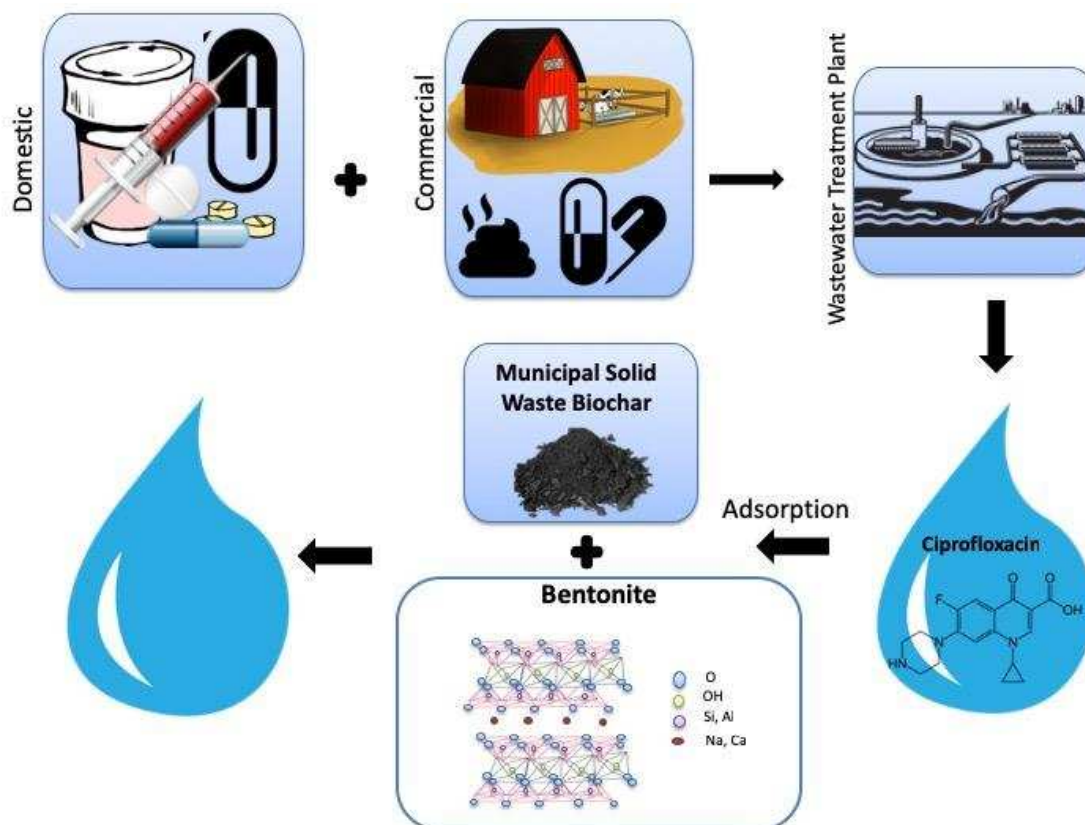 Domestic
Commercial
Wastewater Treatment Plant
Municipal Solid
Waste Biochar
Adsorption
Ciprofloxacin
O
O
F
OH
N
N
HN
Bentonite
O
OH
Si, Al
Na, Ca